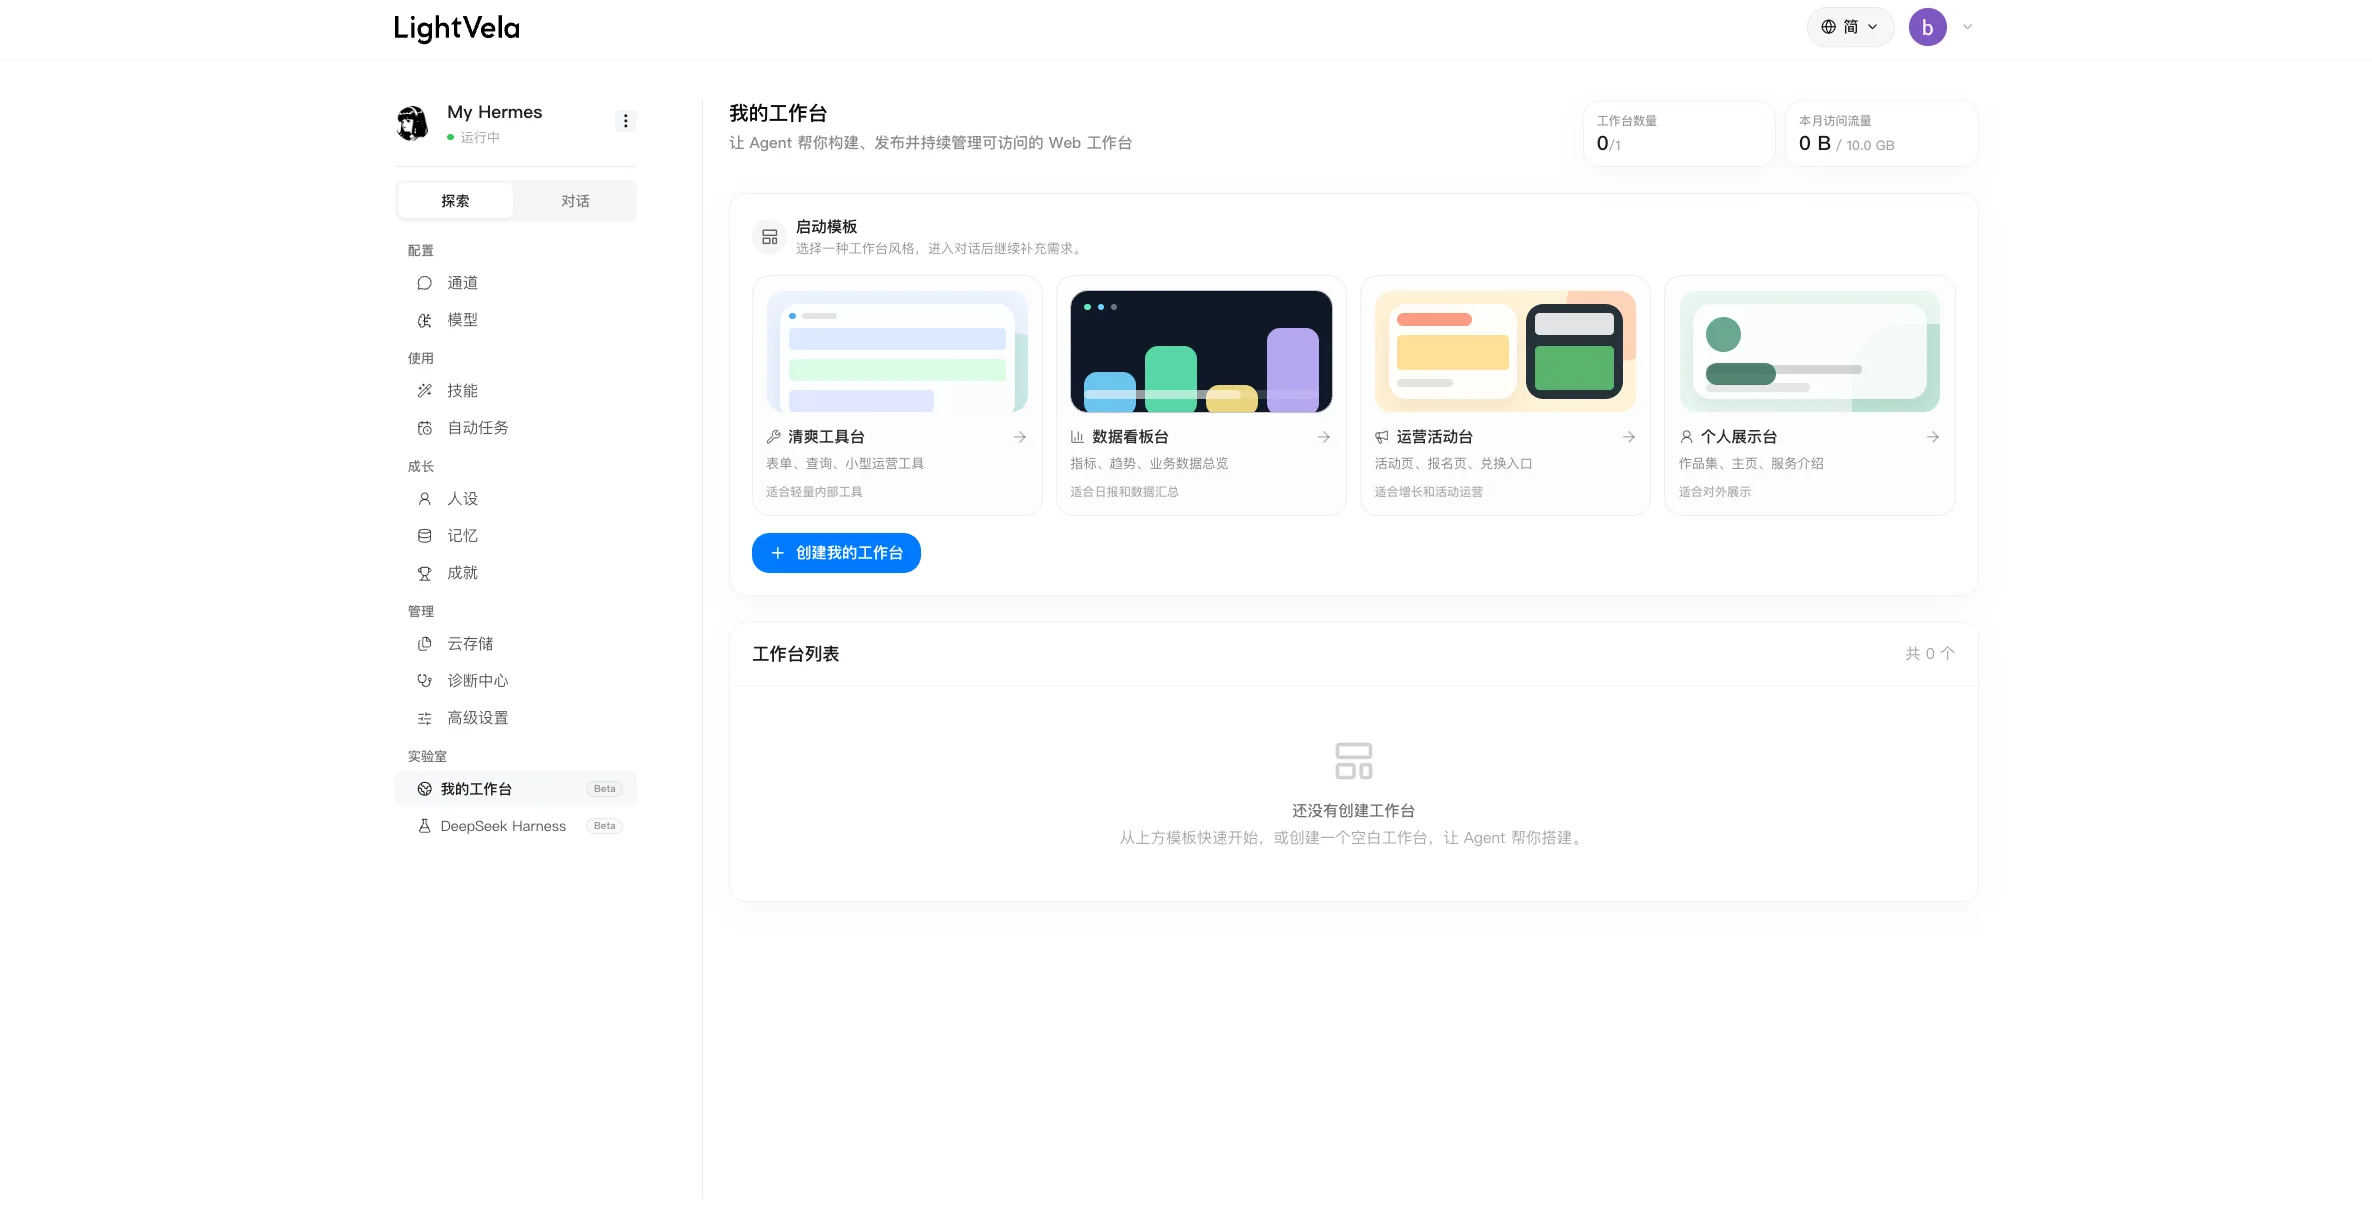 LightVela
简
b
My Hermes
运行中
探索
对话
配置
通道
模型
使用
技能
自动任务
成长
人设
记忆
成就
管理
云存储
诊断中心
高级设置
实验室
我的工作台 Beta
DeepSeek Harness Beta
我的工作台
让 Agent 帮你构建、发布并持续管理可访问的 Web 工作台
工作台数量
0/1
本月访问流量
0 B / 10.0 GB
启动模板
选择一种工作台风格，进入对话后继续补充需求。
清爽工具台
表单、查询、小型运营工具
适合轻量内部工具
数据看板台
指标、趋势、业务数据总览
适合日报和数据汇总
运营活动台
活动页、报名页、兑换入口
适合增长和活动运营
个人展示台
作品集、主页、服务介绍
适合对外展示
+ 创建我的工作台
工作台列表
共 0 个
还没有创建工作台
从上方模板快速开始，或创建一个空白工作台，让 Agent 帮你搭建。